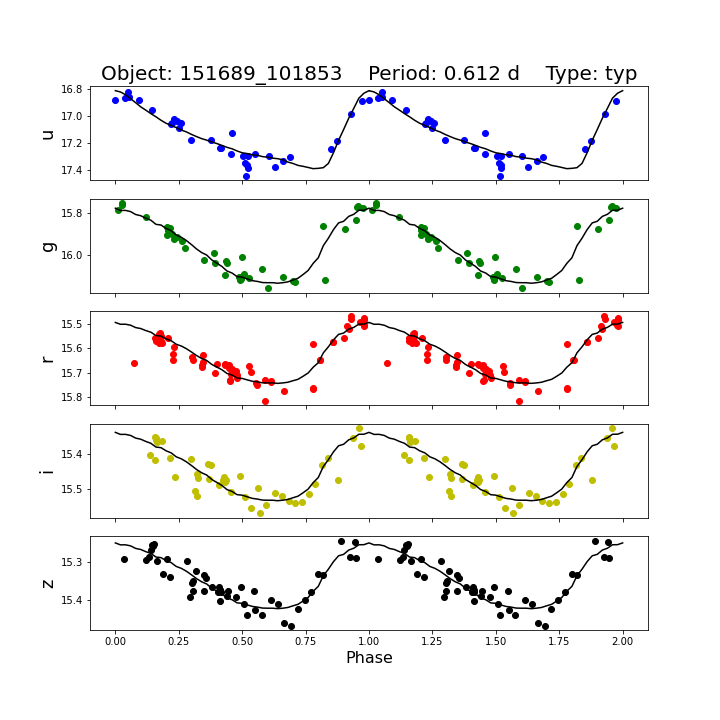 Object: 151689_101853    Period: 0.612 d    Type: typ
u
16.8
17.0
17.2
17.4
g
15.8
16.0
r
15.5
15.6
15.7
15.8
i
15.4
15.5
z
15.3
15.4
0.00 0.25 0.50 0.75 1.00 1.25 1.50 1.75 2.00
Phase